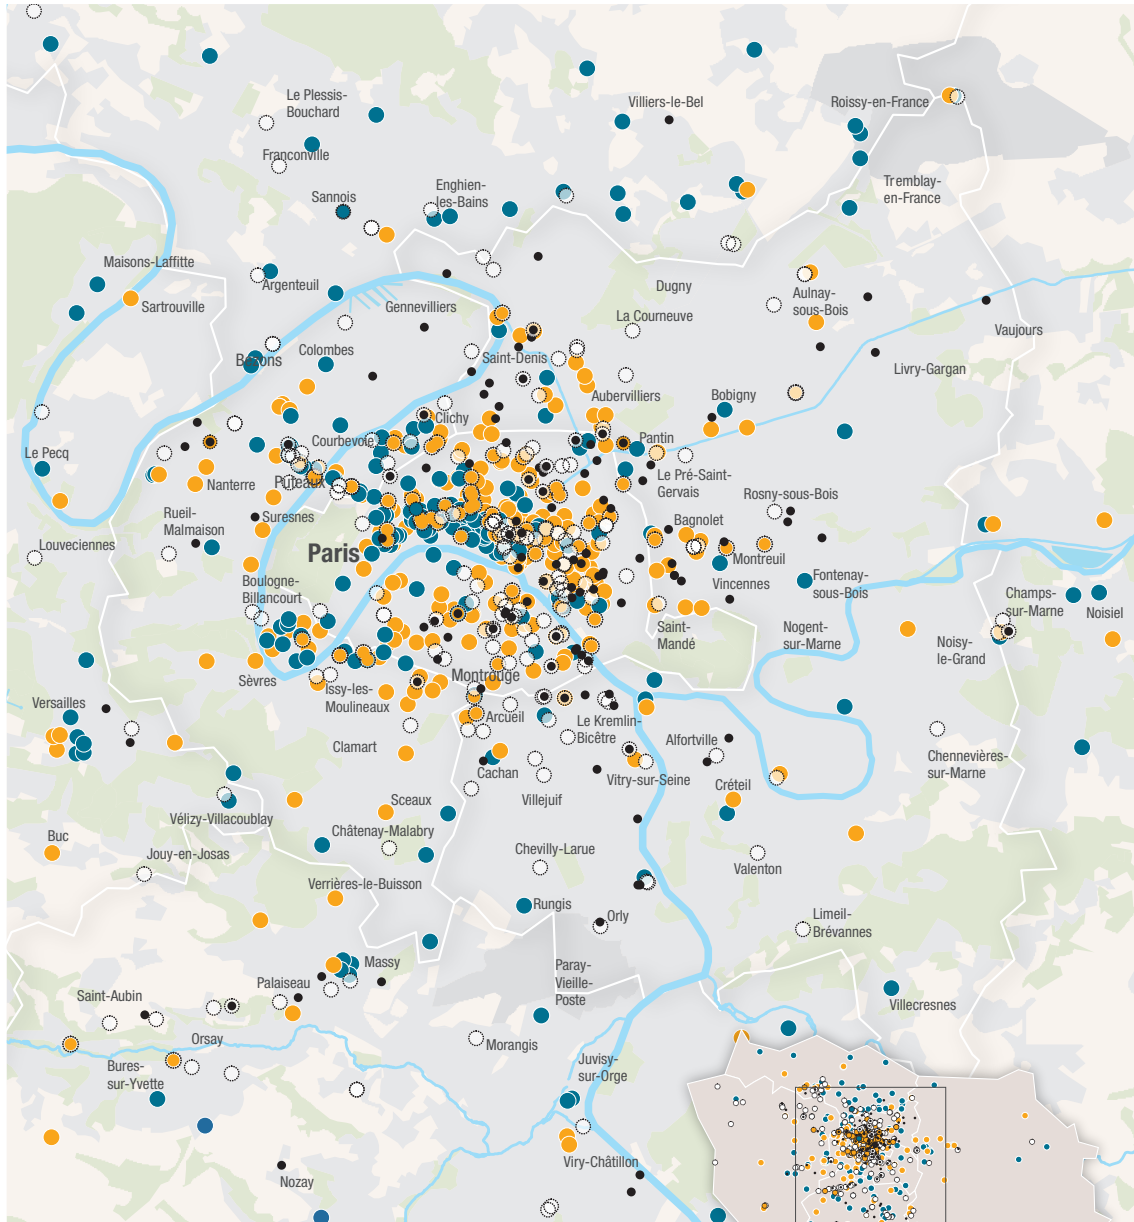 Le Plessis-
Bouchard
Villiers-le-Bel
Roissy-en-France
Franconville
Tremblay-
en-France
Sannois
Enghien-
les-Bains
Maisons-Laffitte
Argenteuil
Sartrouville
Gennevilliers
Dugny
La Courneuve
Aulnay-
sous-Bois
Vaujours
Bezons
Colombes
Saint-Denis
Livry-Gargan
Aubervilliers
Bobigny
Clichy
Courbevoie
Pantin
Le Pecq
Nanterre
Puteaux
Le Pré-Saint-
Gervais
Rosny-sous-Bois
Rueil-
Malmaison
Suresnes
Bagnolet
Louveciennes
Paris
Montreuil
Vincennes
Fontenay-
sous-Bois
Boulogne-
Billancourt
Champs-
sur-Marne
Noisiel
Saint-
Mandé
Nogent-
sur-Marne
Noisy-
le-Grand
Sèvres
Montrouge
Issy-les-
Moulineaux
Versailles
Arcueil
Le Kremlin-
Bicêtre
Clamart
Alfortville
Chennevières-
sur-Marne
Cachan
Vitry-sur-Seine
Villejuif
Créteil
Sceaux
Vélizy-Villacoublay
Châtenay-Malabry
Buc
Jouy-en-Josas
Chevilly-Larue
Valenton
Verrières-le-Buisson
Rungis
Orly
Limeil-
Brévannes
Massy
Paray-
Vieille-
Poste
Palaiseau
Saint-Aubin
Villecresnes
Orsay
Morangis
Bures-
sur-Yvette
Juvisy-
sur-Orge
Viry-Châtillon
Nozay